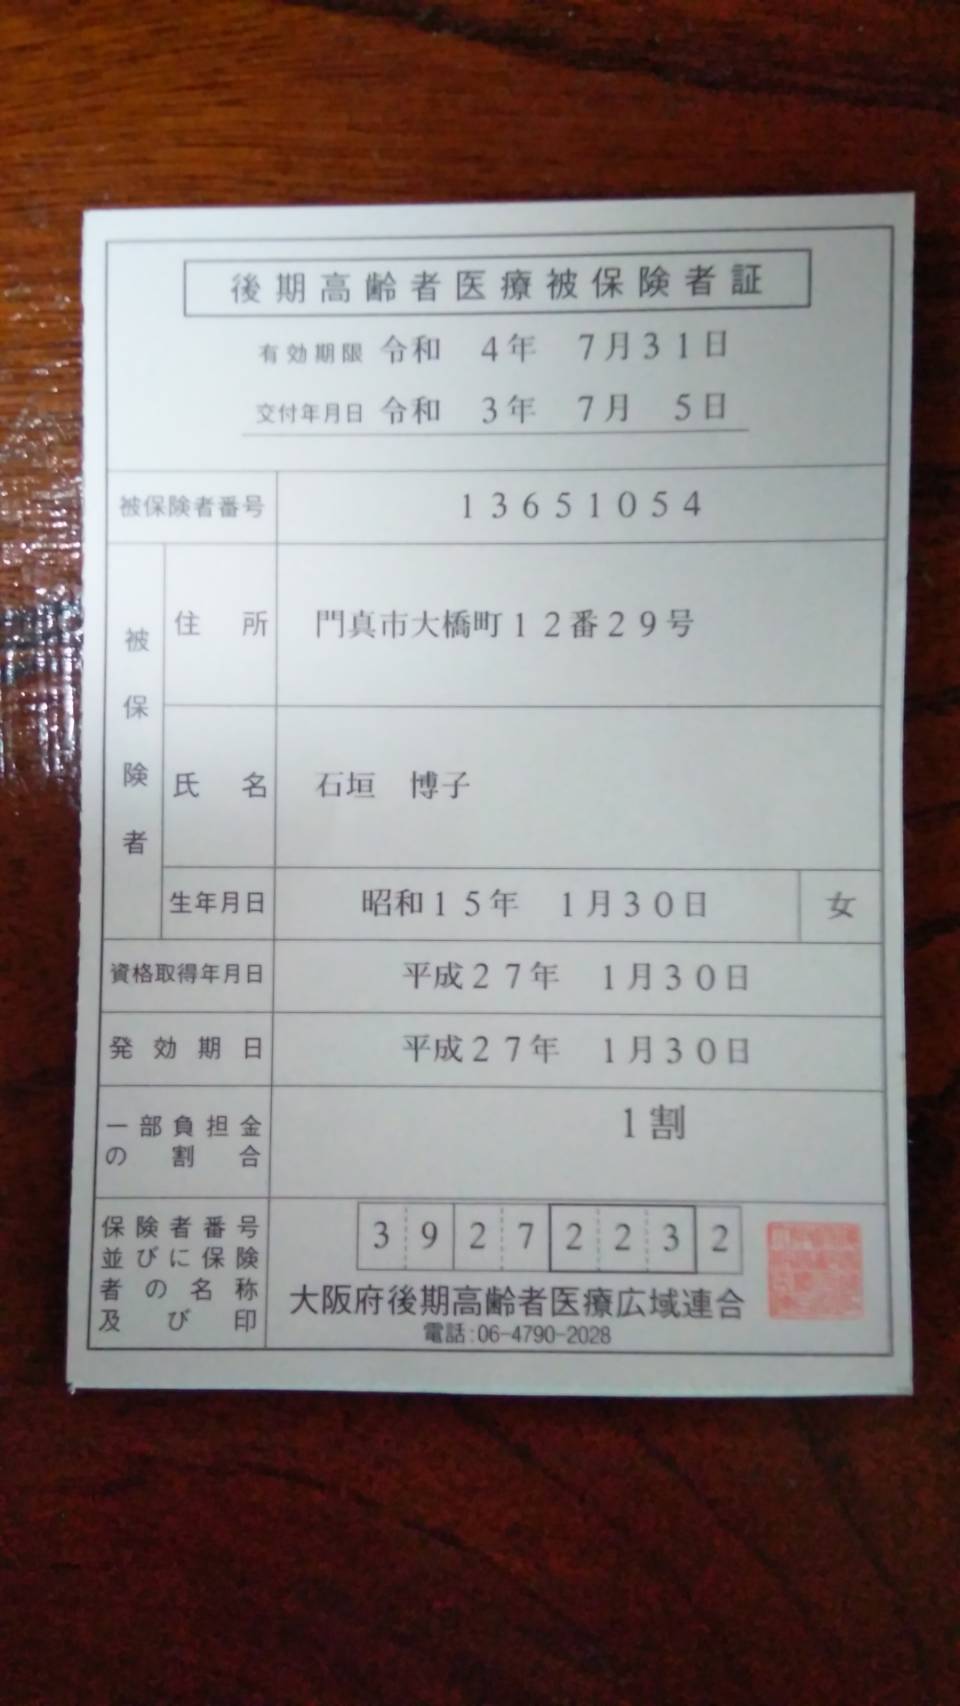 後期高齢者医療被保険者証
有効期限 令和 4年 7月31日
交付年月日 令和 3年 7月 5日
被保険者番号 13651054
被保険者
住所 門真市大橋町12番29号
氏名 石垣 博子
生年月日 昭和15年 1月30日 女
資格取得年月日 平成27年 1月30日
発効期日 平成27年 1月30日
一部負担金の割合 1割
保険者番号並びに保険者の名称及び印
39272232
大阪府後期高齢者医療広域連合
電話:06-4790-2028